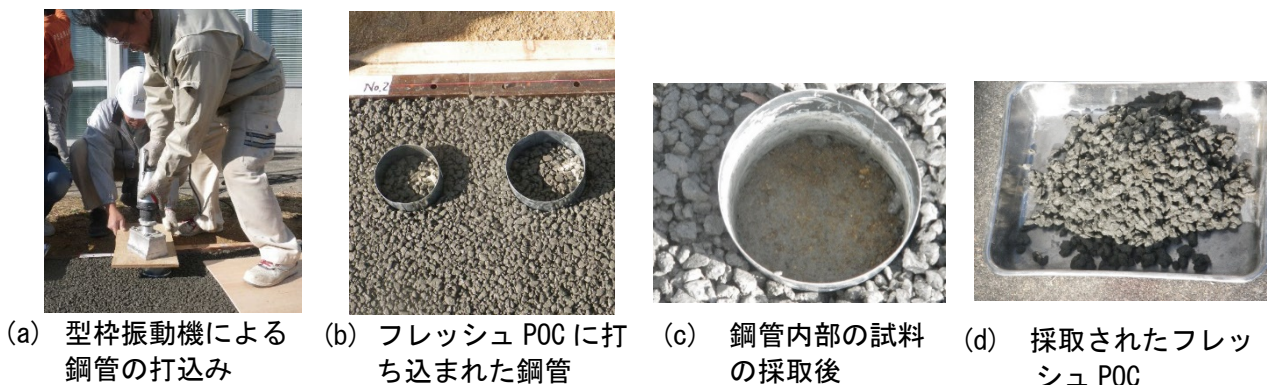 No.2
(a) 型枠振動機による
鋼管の打込み
(b) フレッシュ POC に打
ち込まれた鋼管
(c) 鋼管内部の試料
の採取後
(d) 採取されたフレッ
シュ POC